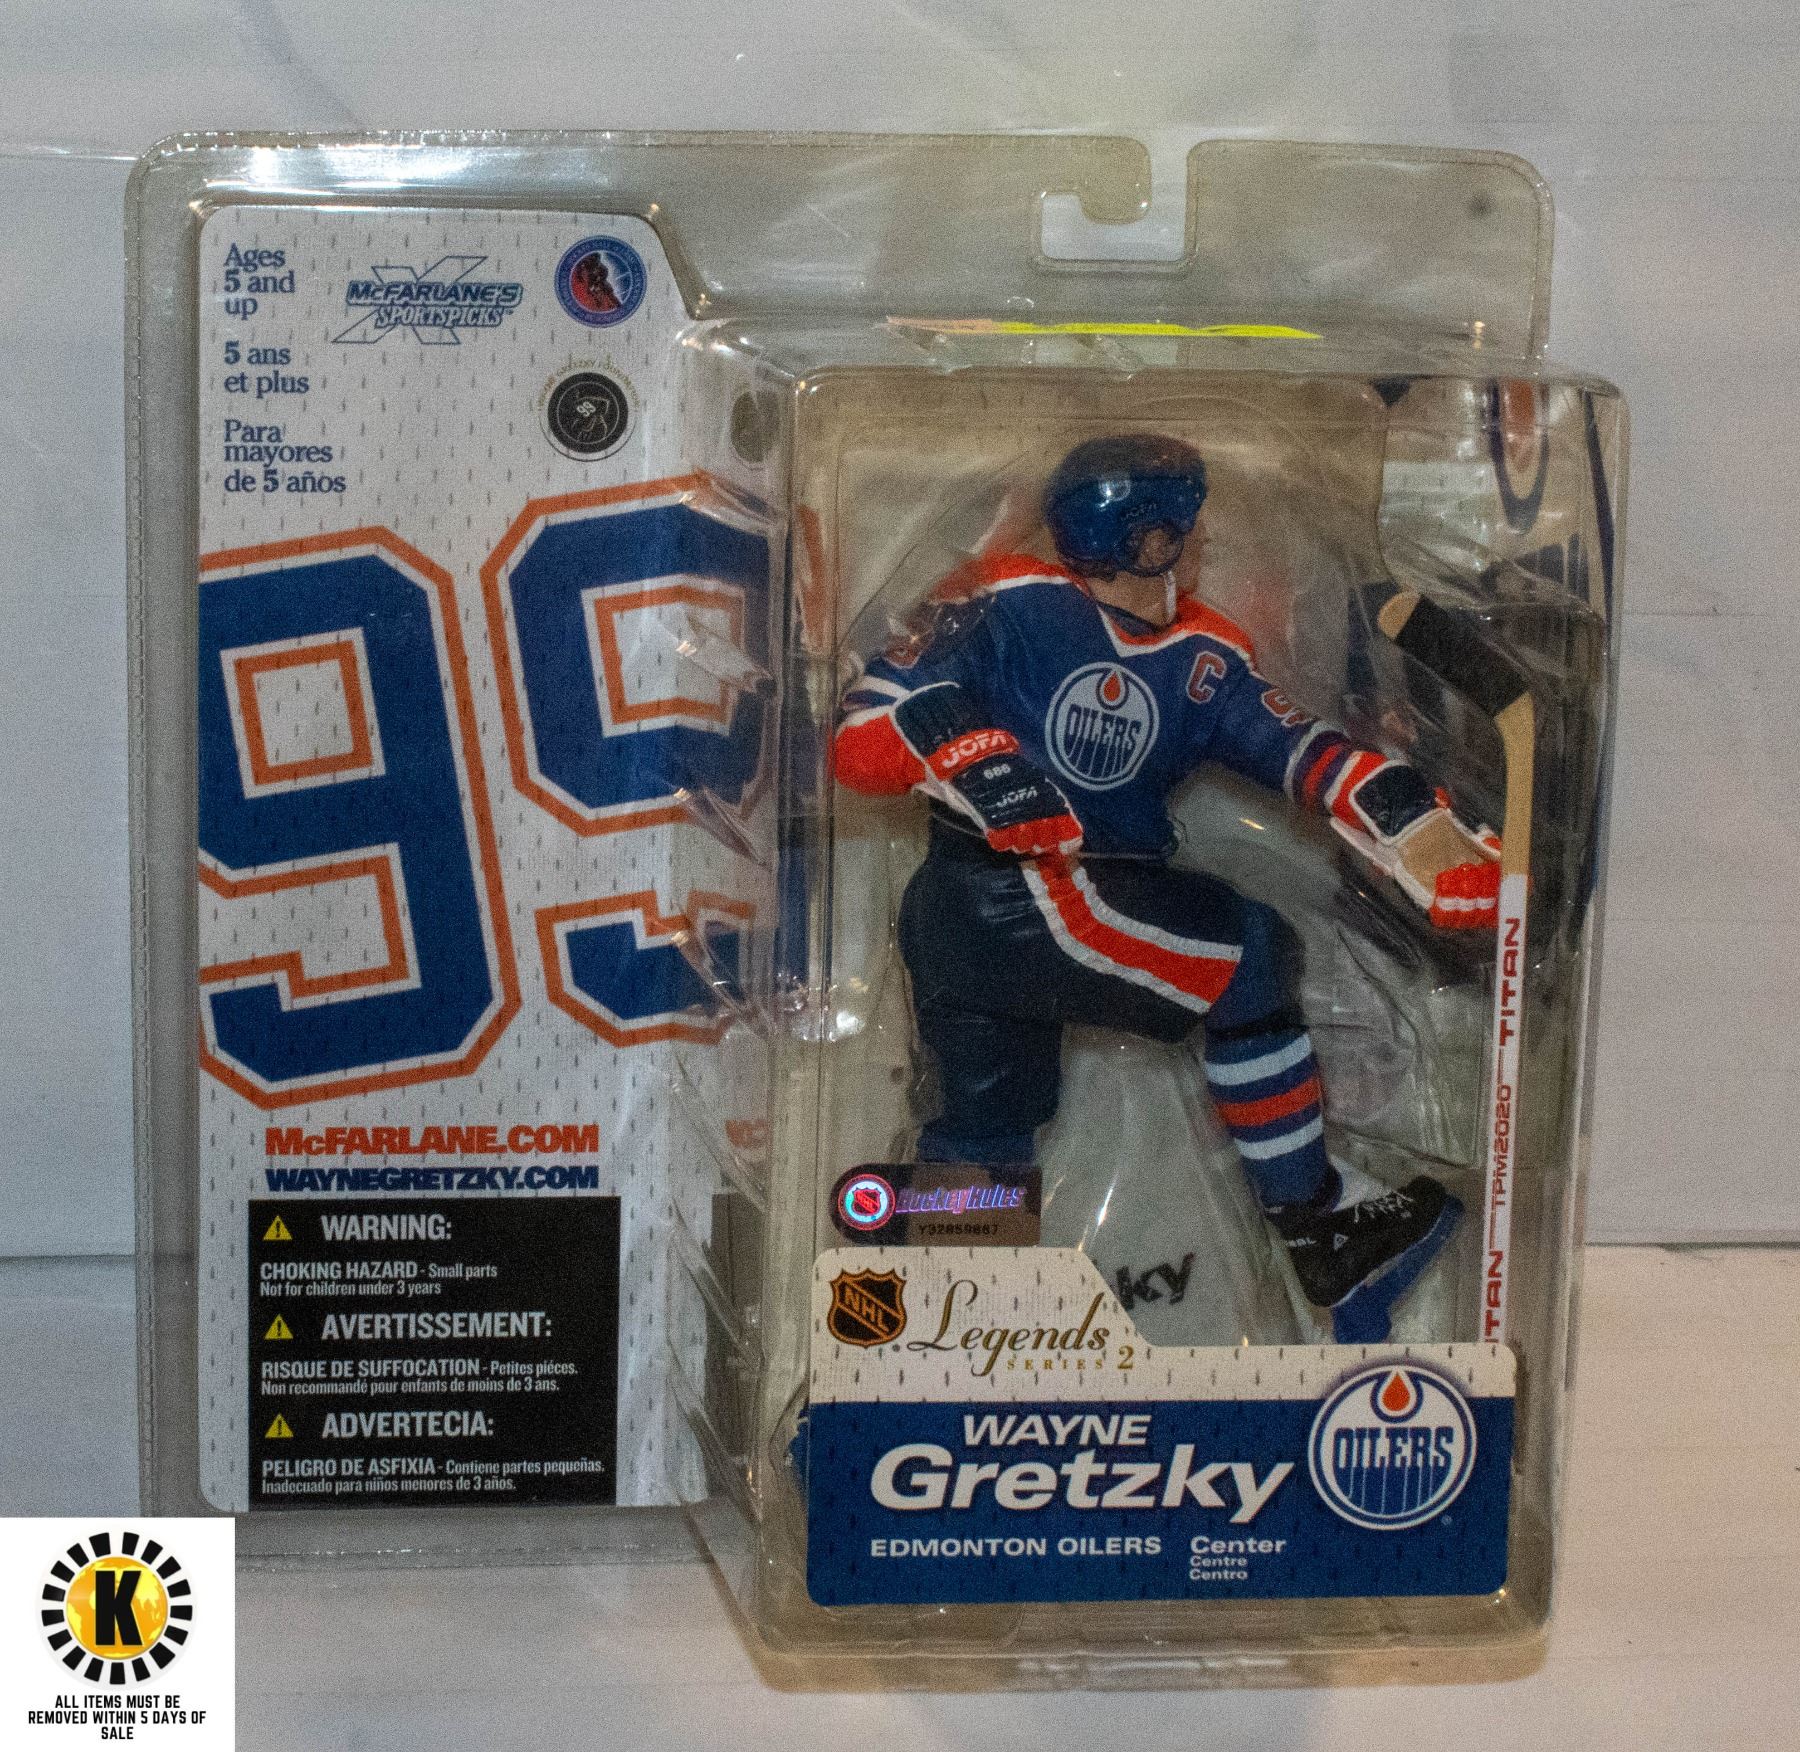 Ages
5 and
up
5 ans
et plus
Para
mayores
de 5 años
McFARLANE'S
SPORTSPICKS
99
99
McFARLANE.COM
WAYNEGRETZKY.COM
WARNING:
CHOKING HAZARD - Small parts
Not for children under 3 years
AVERTISSEMENT:
RISQUE DE SUFFOCATION - Petites piéces.
Non recommandé pour enfants de moins de 3 ans.
ADVERTECIA:
PELIGRO DE ASFIXIA - Contiene partes pequeñas.
Inadecuado para niños menores de 3 años.
JOFA
C
OILERS
JOFA
JOFA
TITAN
TPM2020
TITAN
HockeyRules
ky
NHL
Legends
SERIES 2
WAYNE
Gretzky
OILERS
EDMONTON OILERS
Center
Centre
Centro
K
ALL ITEMS MUST BE
REMOVED WITHIN 5 DAYS OF
SALE